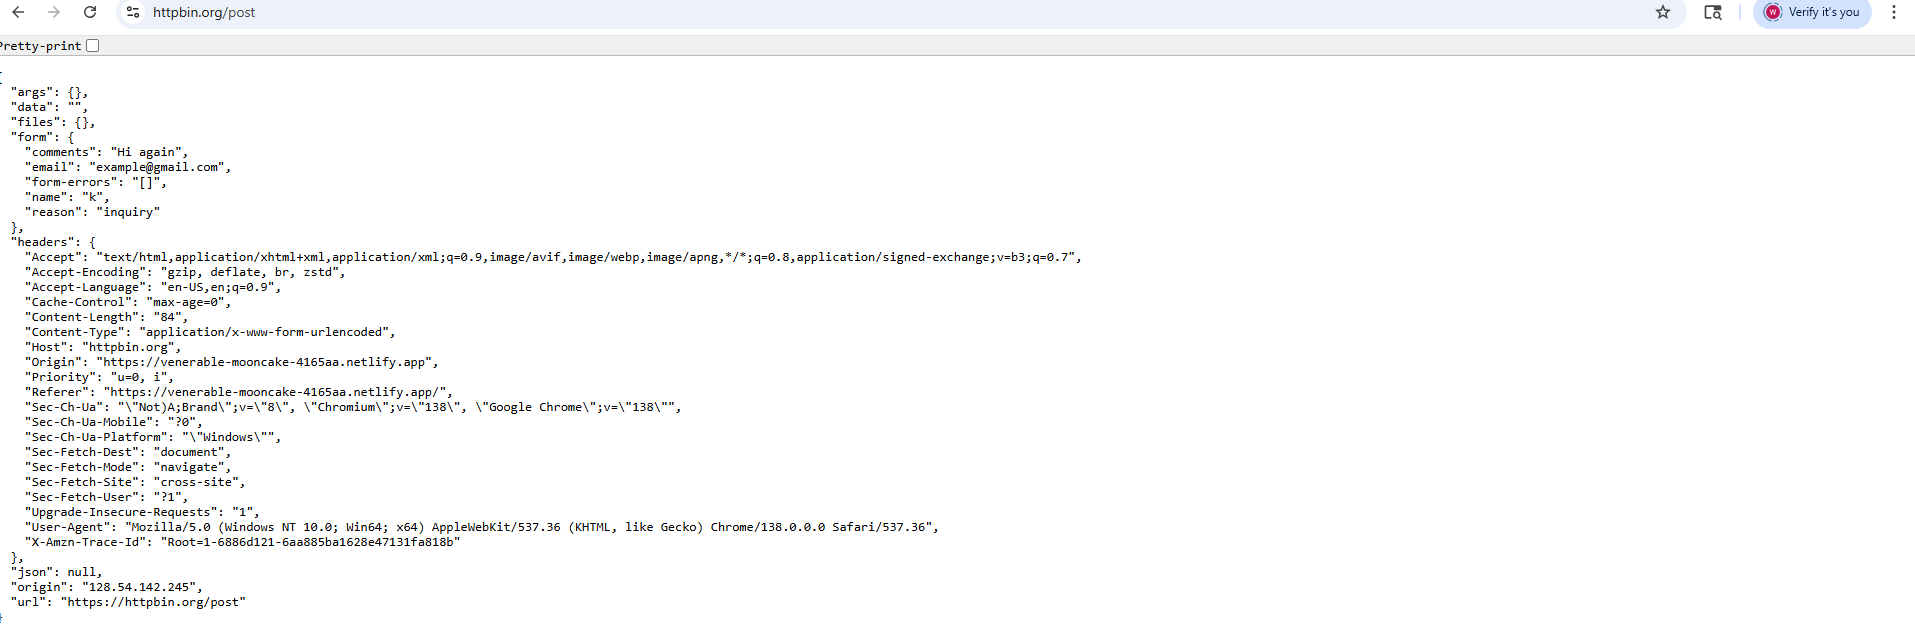 httpbin.org/post
Verify it's you
Pretty-print
{
"args": {},
"data": "",
"files": {},
"form": {
"comments": "Hi again",
"email": "example@gmail.com",
"form-errors": "[]",
"name": "k",
"reason": "inquiry"
},
"headers": {
"Accept": "text/html,application/xhtml+xml,application/xml;q=0.9,image/avif,image/webp,image/apng,*/*;q=0.8,application/signed-exchange;v=b3;q=0.7",
"Accept-Encoding": "gzip, deflate, br, zstd",
"Accept-Language": "en-US,en;q=0.9",
"Cache-Control": "max-age=0",
"Content-Length": "84",
"Content-Type": "application/x-www-form-urlencoded",
"Host": "httpbin.org",
"Origin": "https://venerable-mooncake-4165aa.netlify.app",
"Priority": "u=0, i",
"Referer": "https://venerable-mooncake-4165aa.netlify.app/",
"Sec-Ch-Ua": "\"Not)A;Brand\";v=\"8\", \"Chromium\";v=\"138\", \"Google Chrome\";v=\"138\"",
"Sec-Ch-Ua-Mobile": "?0",
"Sec-Ch-Ua-Platform": "\"Windows\"",
"Sec-Fetch-Dest": "document",
"Sec-Fetch-Mode": "navigate",
"Sec-Fetch-Site": "cross-site",
"Sec-Fetch-User": "?1",
"Upgrade-Insecure-Requests": "1",
"User-Agent": "Mozilla/5.0 (Windows NT 10.0; Win64; x64) AppleWebKit/537.36 (KHTML, like Gecko) Chrome/138.0.0.0 Safari/537.36",
"X-Amzn-Trace-Id": "Root=1-6886d121-6aa885ba1628e47131fa818b"
},
"json": null,
"origin": "128.54.142.245",
"url": "https://httpbin.org/post"
}